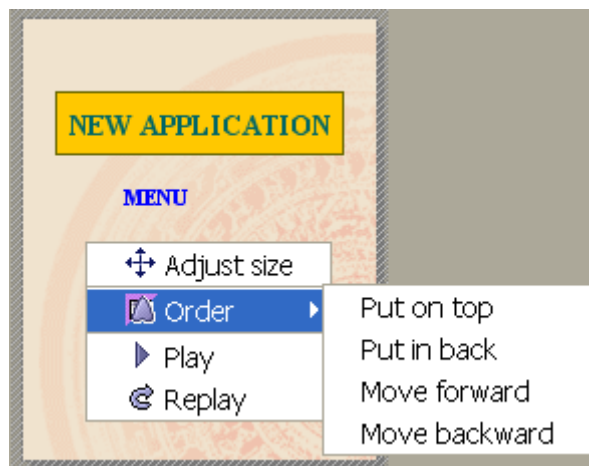 NEW APPLICATION
MENU
Adjust size
Order
Play
Replay
Put on top
Put in back
Move forward
Move backward